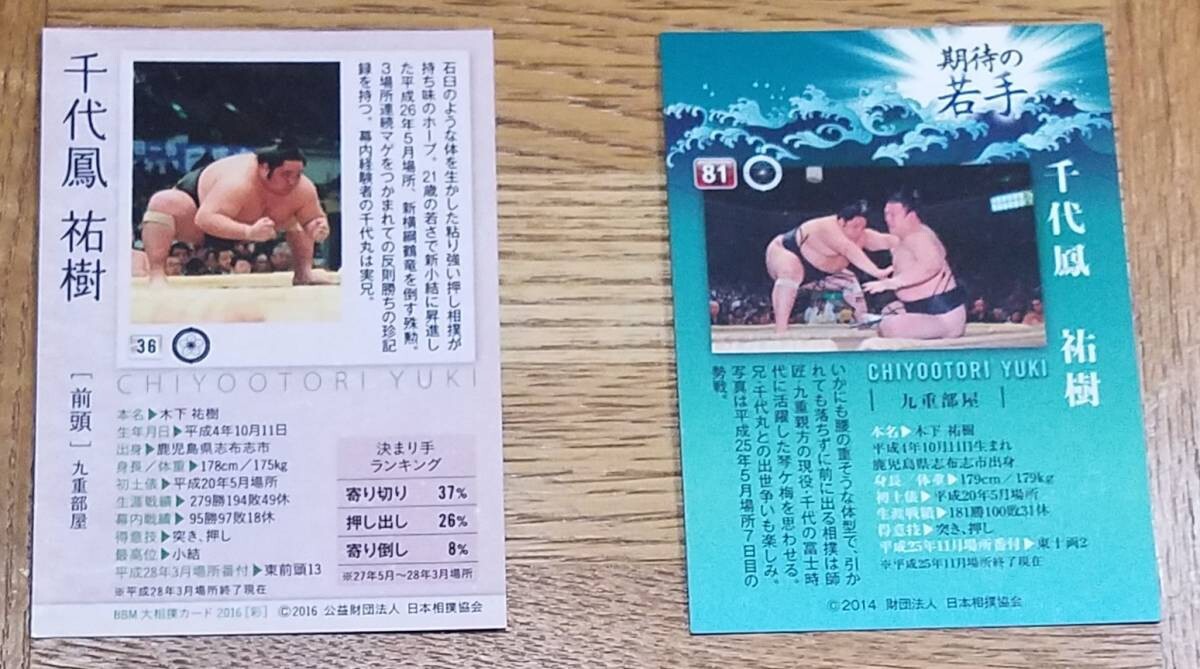 千代鳳 祐樹
[前頭] 九重部屋
石臼のような体を生かした粘り強い押し相撲が
持ち味のホープ。21歳の若さで新小結に昇進し
た平成26年5月場所、新横綱鶴竜を倒す殊勲。
3場所連続マゲをつかまれての反則勝ちの珍記
録を持つ。幕内経験者の千代丸は実兄。
36
CHIYOOTORI YUKI
本名▶木下 祐樹
生年月日▶平成4年10月11日
出身▶鹿児島県志布志市
身長/体重▶178cm/175kg
初土俵▶平成20年5月場所
生涯戦績▶279勝194敗49休
幕内戦績▶95勝97敗18休
得意技▶突き、押し
最高位▶小結
平成28年3月場所番付▶東前頭13
※平成28年3月場所終了現在
決まり手
ランキング
寄り切り 37%
押し出し 26%
寄り倒し 8%
※27年5月~28年3月場所
BBM 大相撲カード 2016 [彩] ©2016 公益財団法人 日本相撲協会
期待の
若手
81
千代鳳 祐樹
CHIYOOTORI YUKI
九重部屋
いかにも腰の重そうな体型で、引か
れても落ちずに前に出る相撲は師
匠・九重親方の現役・千代の富士時
代に活躍した琴ケ梅を思わせる。
兄・千代丸との出世争いも楽しみ。
写真は平成25年5月場所7日目の
勢戦。
本名▶木下 祐樹
平成4年10月11日生まれ
鹿児島県志布志市出身
身長/体重▶179cm/179kg
初土俵▶平成20年5月場所
生涯戦績▶181勝100敗31休
得意技▶突き、押し
平成25年11月場所番付▶東十両2
※平成25年11月場所終了現在
©2014 財団法人 日本相撲協会